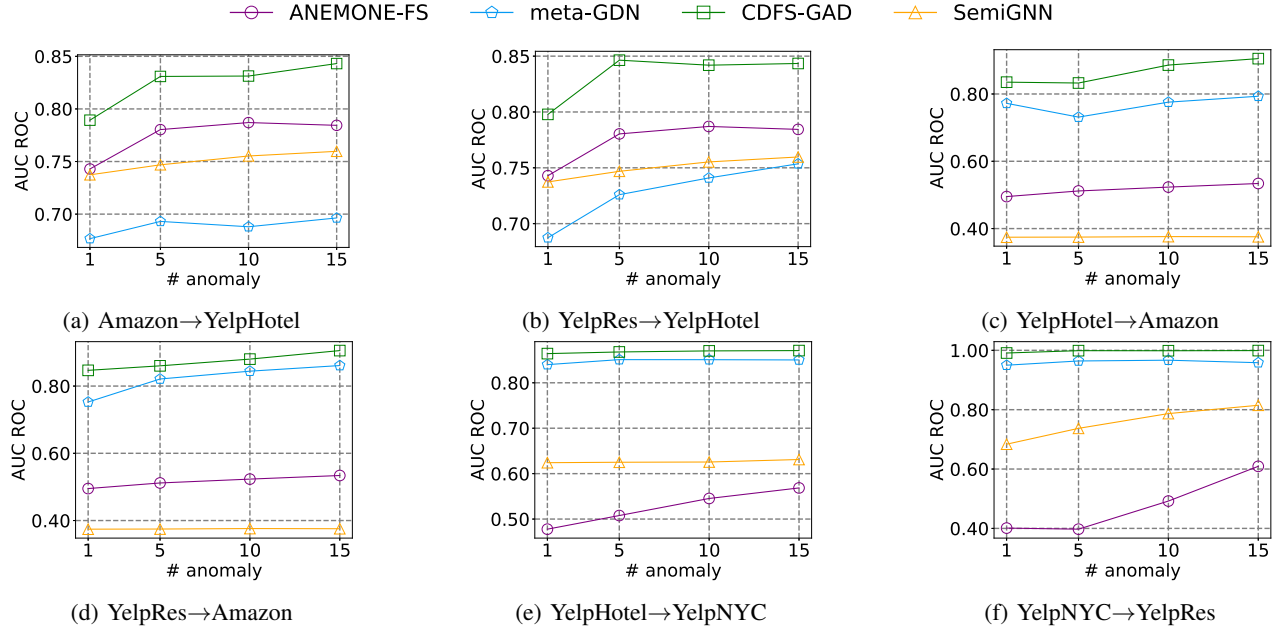 ANEMONE-FS meta-GDN CDFS-GAD SemiGNN
0.85
0.80
0.75
0.70
AUC ROC
1 5 10 15
# anomaly
(a) Amazon→YelpHotel
0.85
0.80
0.75
0.70
AUC ROC
1 5 10 15
# anomaly
(b) YelpRes→YelpHotel
0.80
0.60
0.40
AUC ROC
1 5 10 15
# anomaly
(c) YelpHotel→Amazon
0.80
0.60
0.40
AUC ROC
1 5 10 15
# anomaly
(d) YelpRes→Amazon
0.80
0.70
0.60
0.50
AUC ROC
1 5 10 15
# anomaly
(e) YelpHotel→YelpNYC
1.00
0.80
0.60
0.40
AUC ROC
1 5 10 15
# anomaly
(f) YelpNYC→YelpRes